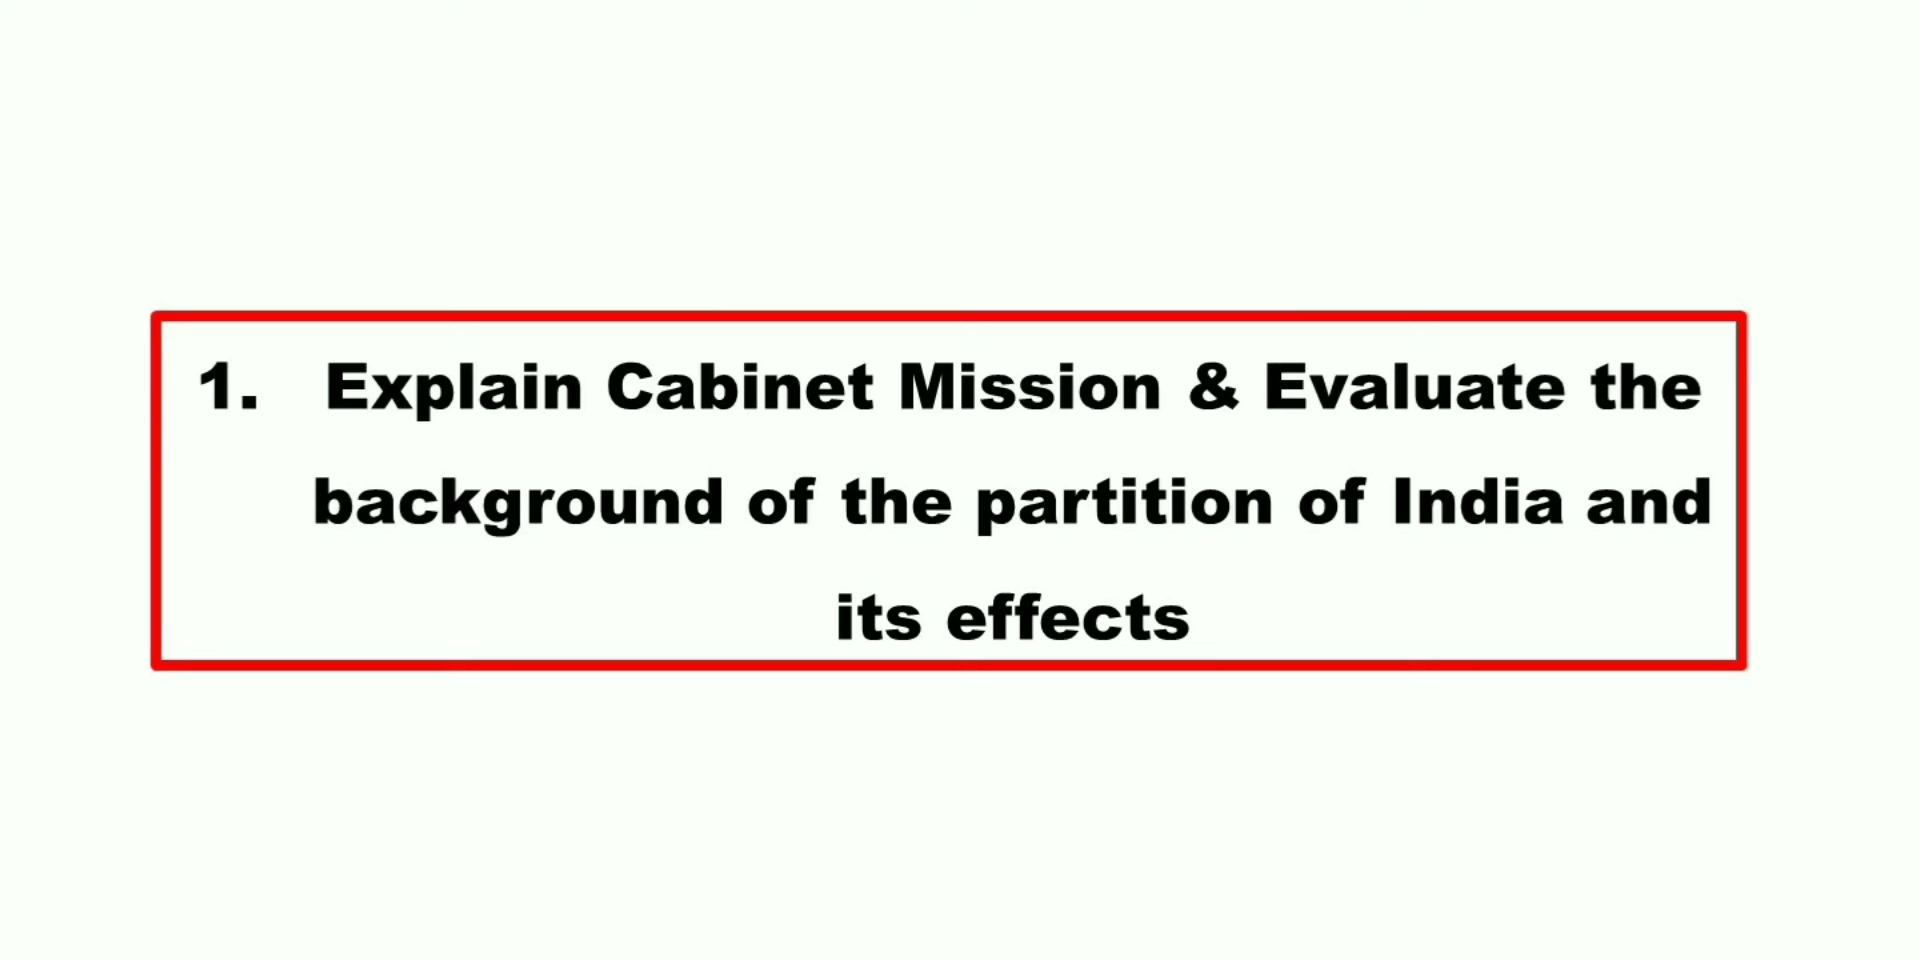 1. Explain Cabinet Mission & Evaluate the
background of the partition of India and
its effects